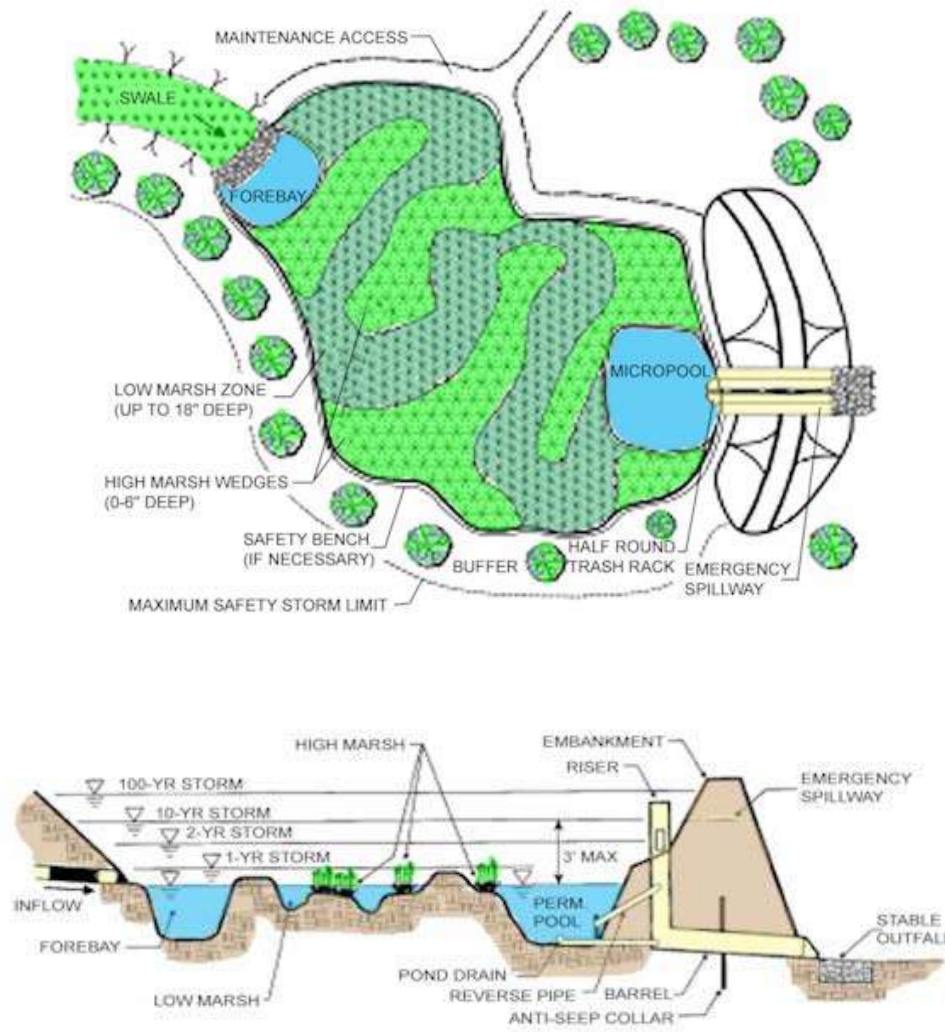 MAINTENANCE ACCESS
SWALE
FOREBAY
MICROPOOL
LOW MARSH ZONE
(UP TO 18" DEEP)
HIGH MARSH WEDGES
(0-6" DEEP)
SAFETY BENCH
(IF NECESSARY)
BUFFER
HALF ROUND
TRASH RACK
EMERGENCY
SPILLWAY
MAXIMUM SAFETY STORM LIMIT
HIGH MARSH
EMBANKMENT
RISER
100-YR STORM
EMERGENCY
SPILLWAY
10-YR STORM
2-YR STORM
1-YR STORM
3' MAX
INFLOW
PERM.
POOL
FOREBAY
STABLE
OUTFALL
LOW MARSH
POND DRAIN
REVERSE PIPE
BARREL
ANTI-SEEP COLLAR